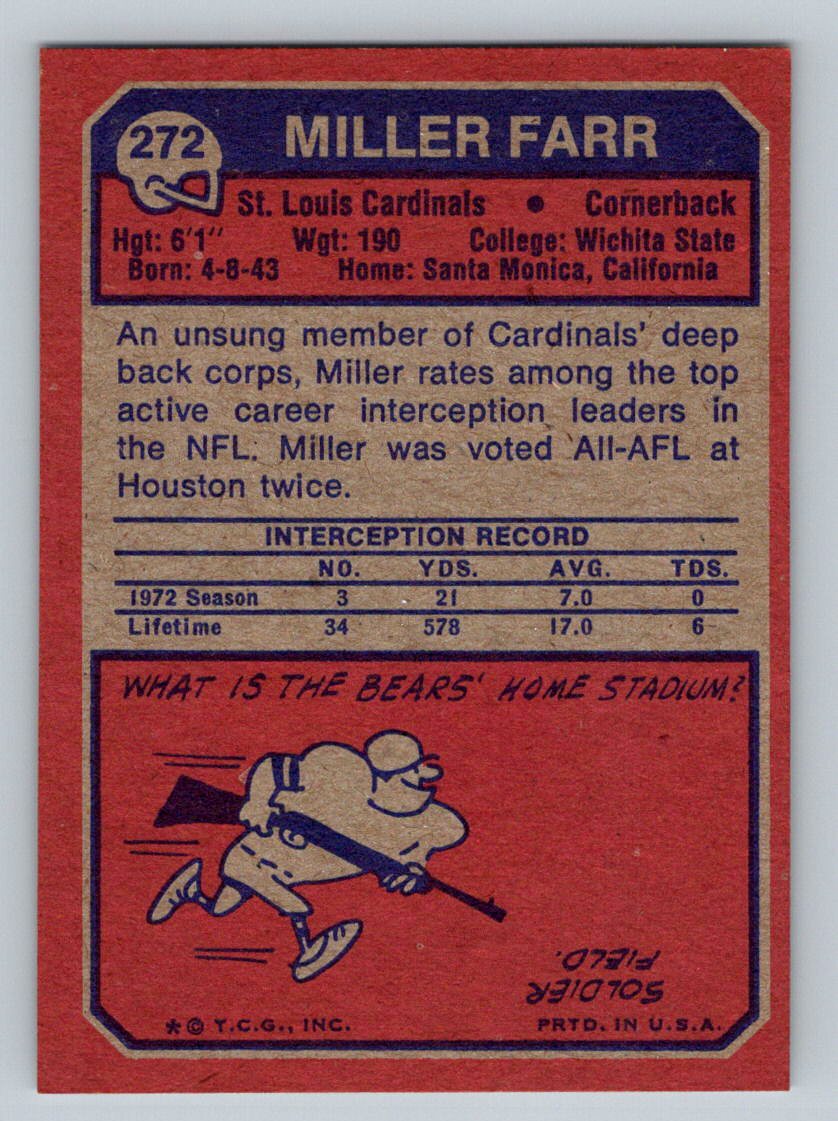 272 MILLER FARR
St. Louis Cardinals • Cornerback
Hgt: 6'1" Wgt: 190 College: Wichita State
Born: 4-8-43 Home: Santa Monica, California
An unsung member of Cardinals' deep
back corps, Miller rates among the top
active career interception leaders in
the NFL. Miller was voted All-AFL at
Houston twice.
INTERCEPTION RECORD
NO. YDS. AVG. TDS.
1972 Season 3 21 7.0 0
Lifetime 34 578 17.0 6
WHAT IS THE BEARS' HOME STADIUM?
SOLDIER
FIELD.
*© T.C.G., INC. PRTD. IN U.S.A.